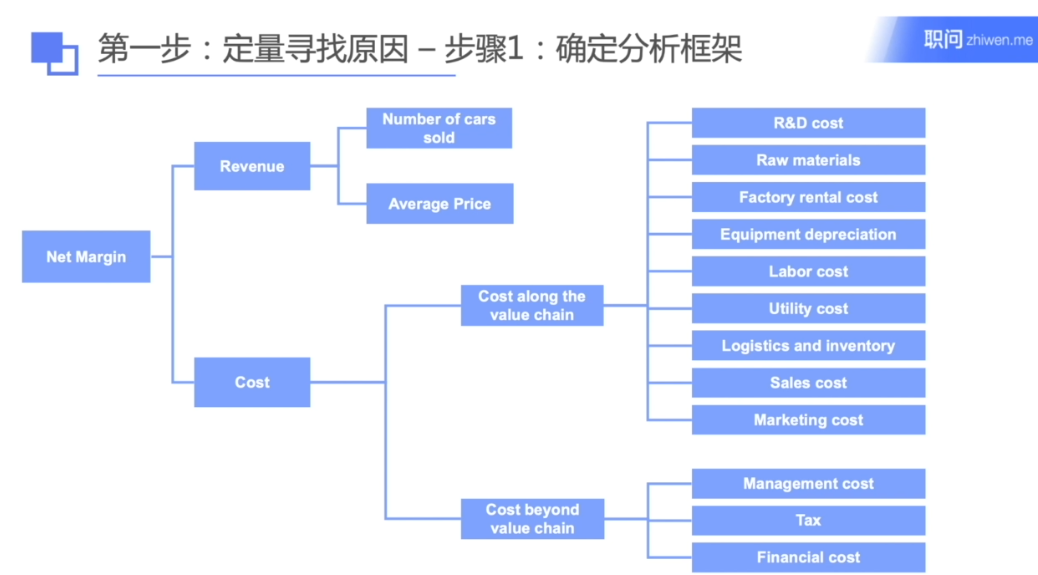 第一步：定量寻找原因 – 步骤1：确定分析框架
职问 zhiwen.me
Net Margin
Revenue
Number of cars
sold
Average Price
Cost
Cost along the
value chain
R&D cost
Raw materials
Factory rental cost
Equipment depreciation
Labor cost
Utility cost
Logistics and inventory
Sales cost
Marketing cost
Cost beyond
value chain
Management cost
Tax
Financial cost